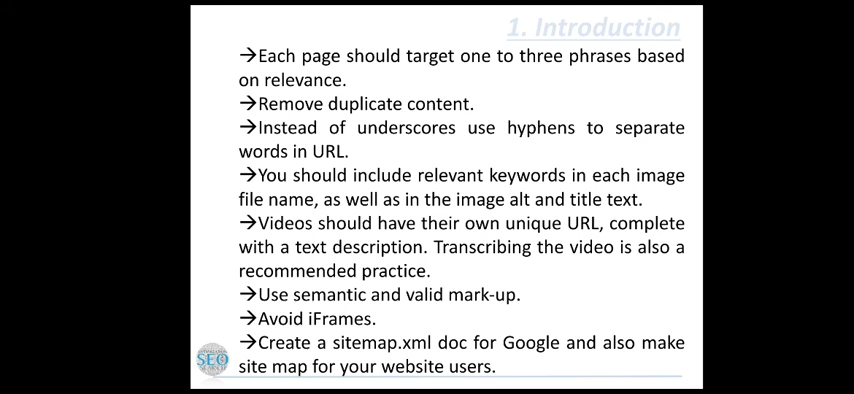 1. Introduction
→Each page should target one to three phrases based
on relevance.
→Remove duplicate content.
→Instead of underscores use hyphens to separate
words in URL.
→You should include relevant keywords in each image
file name, as well as in the image alt and title text.
→Videos should have their own unique URL, complete
with a text description. Transcribing the video is also a
recommended practice.
→Use semantic and valid mark-up.
→Avoid iFrames.
→Create a sitemap.xml doc for Google and also make
site map for your website users.
SEO